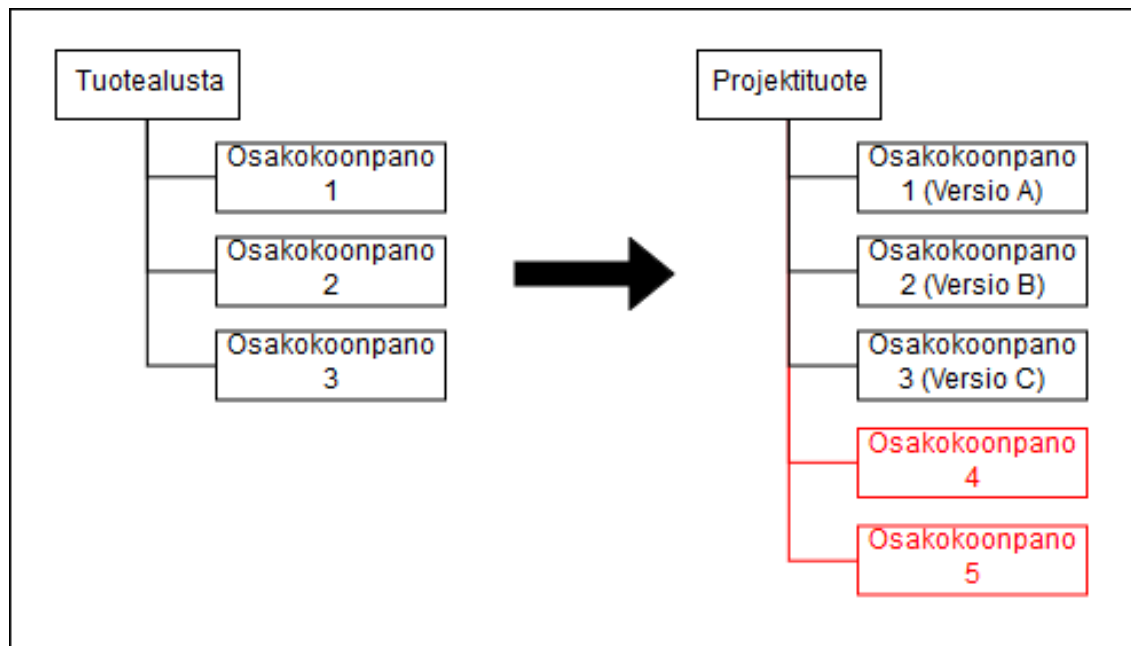 Tuotealusta
Osakokoonpano
1
Osakokoonpano
2
Osakokoonpano
3
Projektituote
Osakokoonpano
1 (Versio A)
Osakokoonpano
2 (Versio B)
Osakokoonpano
3 (Versio C)
Osakokoonpano
4
Osakokoonpano
5